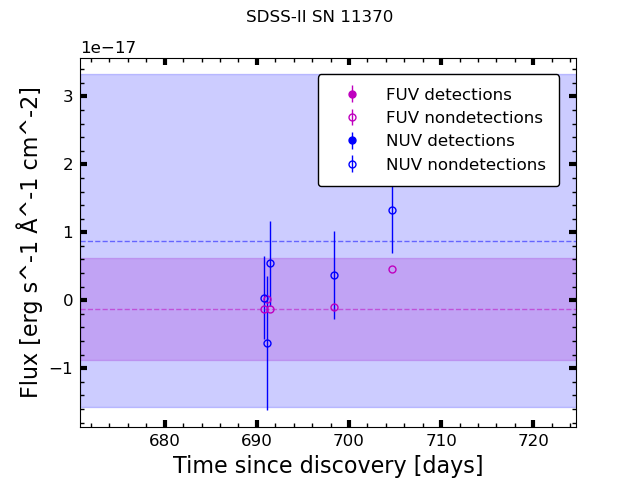 SDSS-II SN 11370
1e−17
FUV detections
FUV nondetections
NUV detections
NUV nondetections
3
2
1
0
−1
680 690 700 710 720
Flux [erg s^-1 Å^-1 cm^-2]
Time since discovery [days]